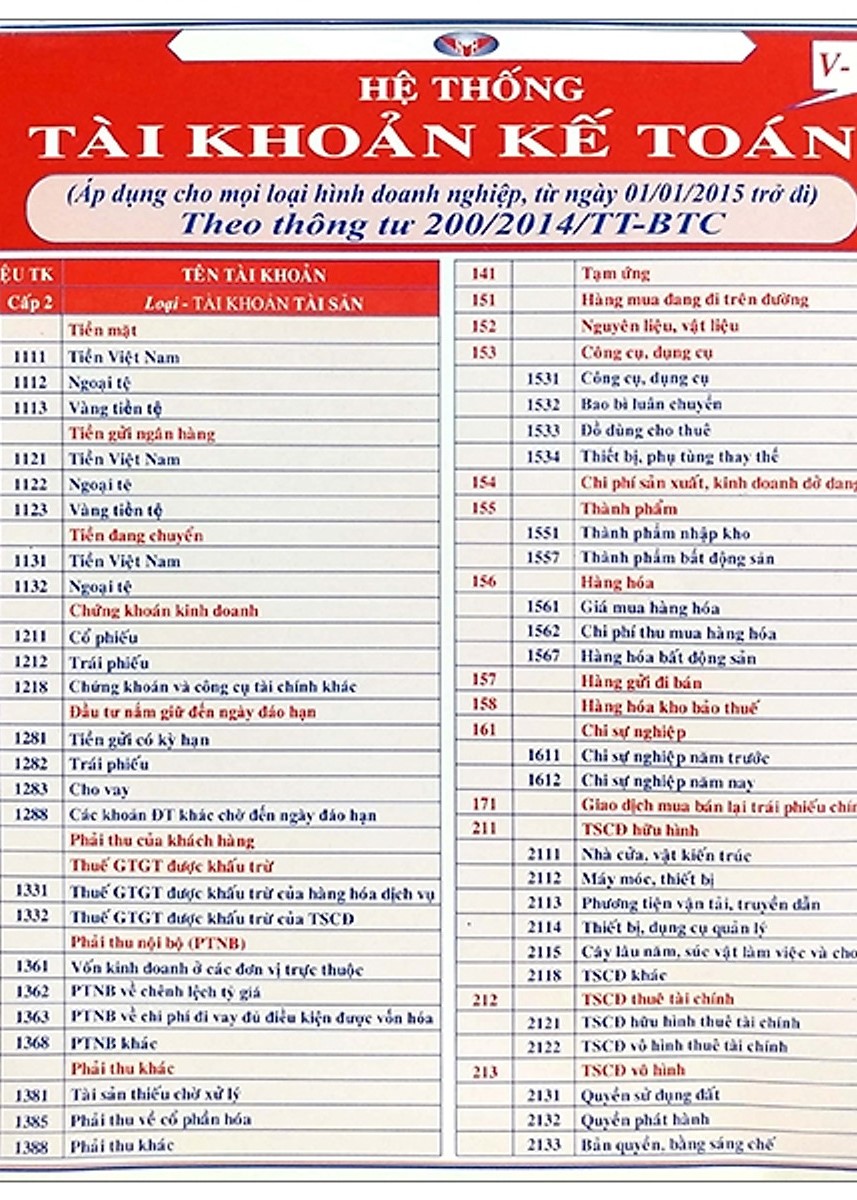 V-
HỆ THỐNG
TÀI KHOẢN KẾ TOÁN
(Áp dụng cho mọi loại hình doanh nghiệp, từ ngày 01/01/2015 trở đi)
Theo thông tư 200/2014/TT-BTC
ỆU TK TÊN TÀI KHOẢN
Cấp 2 Loại - TÀI KHOẢN TÀI SẢN
Tiền mặt
1111 Tiền Việt Nam
1112 Ngoại tệ
1113 Vàng tiền tệ
Tiền gửi ngân hàng
1121 Tiền Việt Nam
1122 Ngoại tệ
1123 Vàng tiền tệ
Tiền đang chuyển
1131 Tiền Việt Nam
1132 Ngoại tệ
Chứng khoán kinh doanh
1211 Cổ phiếu
1212 Trái phiếu
1218 Chứng khoán và công cụ tài chính khác
Đầu tư nắm giữ đến ngày đáo hạn
1281 Tiền gửi có kỳ hạn
1282 Trái phiếu
1283 Cho vay
1288 Các khoản ĐT khác chờ đến ngày đáo hạn
Phải thu của khách hàng
Thuế GTGT được khấu trừ
1331 Thuế GTGT được khấu trừ của hàng hóa dịch vụ
1332 Thuế GTGT được khấu trừ của TSCĐ
Phải thu nội bộ (PTNB)
1361 Vốn kinh doanh ở các đơn vị trực thuộc
1362 PTNB về chênh lệch tỷ giá
1363 PTNB về chi phí đi vay đủ điều kiện được vốn hóa
1368 PTNB khác
Phải thu khác
1381 Tài sản thiếu chờ xử lý
1385 Phải thu về cổ phần hóa
1388 Phải thu khác
141 Tạm ứng
151 Hàng mua đang đi trên đường
152 Nguyên liệu, vật liệu
153 Công cụ, dụng cụ
1531 Công cụ, dụng cụ
1532 Bao bì luân chuyển
1533 Đồ dùng cho thuê
1534 Thiết bị, phụ tùng thay thế
154 Chi phí sản xuất, kinh doanh dở dang
155 Thành phẩm
1551 Thành phẩm nhập kho
1557 Thành phẩm bất động sản
156 Hàng hóa
1561 Giá mua hàng hóa
1562 Chi phí thu mua hàng hóa
1567 Hàng hóa bất động sản
157 Hàng gửi đi bán
158 Hàng hóa kho bảo thuế
161 Chi sự nghiệp
1611 Chi sự nghiệp năm trước
1612 Chi sự nghiệp năm nay
171 Giao dịch mua bán lại trái phiếu chín
211 TSCĐ hữu hình
2111 Nhà cửa, vật kiến trúc
2112 Máy móc, thiết bị
2113 Phương tiện vận tải, truyền dẫn
2114 Thiết bị, dụng cụ quản lý
2115 Cây lâu năm, súc vật làm việc và cho
2118 TSCĐ khác
212 TSCĐ thuê tài chính
2121 TSCĐ hữu hình thuê tài chính
2122 TSCĐ vô hình thuê tài chính
213 TSCĐ vô hình
2131 Quyền sử dụng đất
2132 Quyền phát hành
2133 Bản quyền, bằng sáng chế